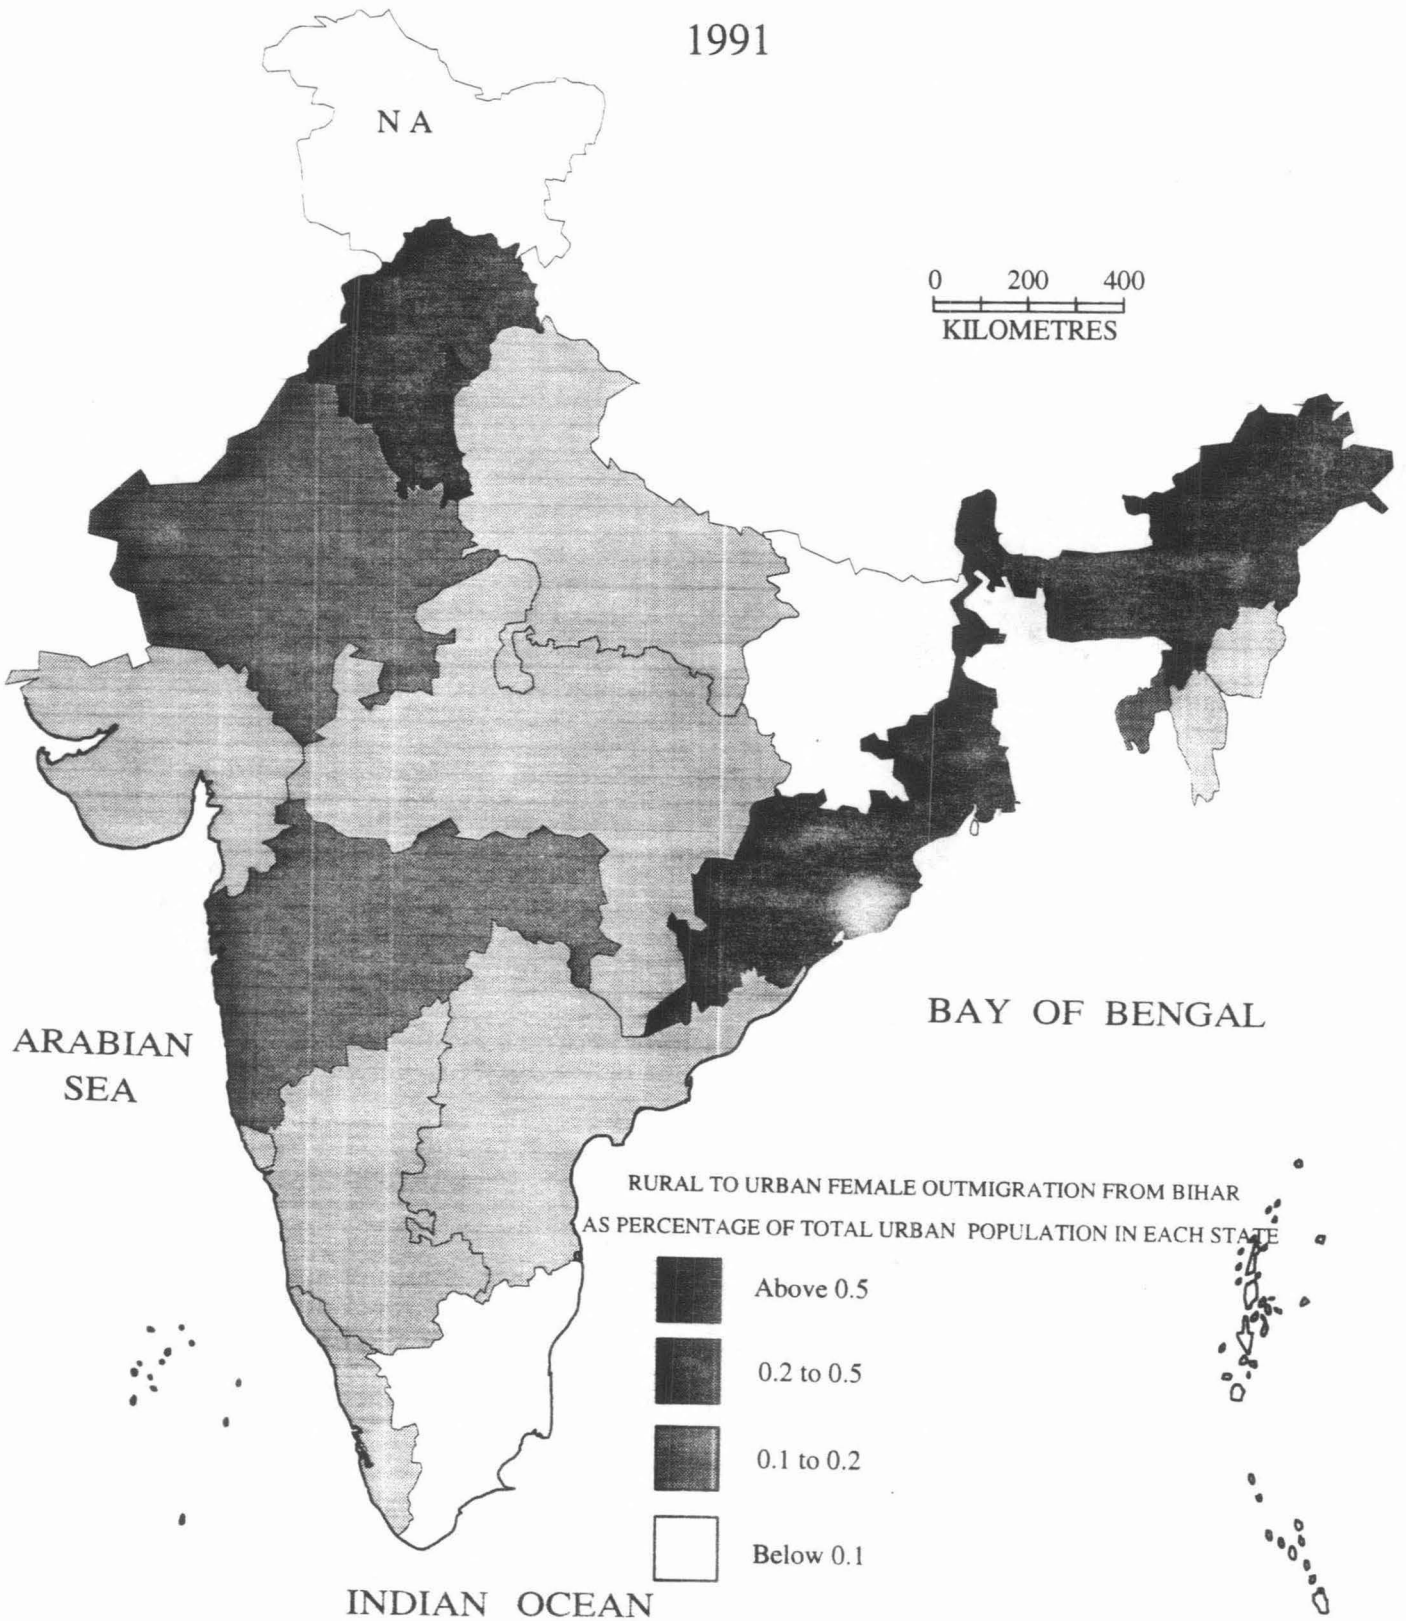 1991
N A
0 200 400
KILOMETRES
BAY OF BENGAL
ARABIAN
SEA
RURAL TO URBAN FEMALE OUTMIGRATION FROM BIHAR
AS PERCENTAGE OF TOTAL URBAN POPULATION IN EACH STATE
Above 0.5
0.2 to 0.5
0.1 to 0.2
Below 0.1
INDIAN OCEAN